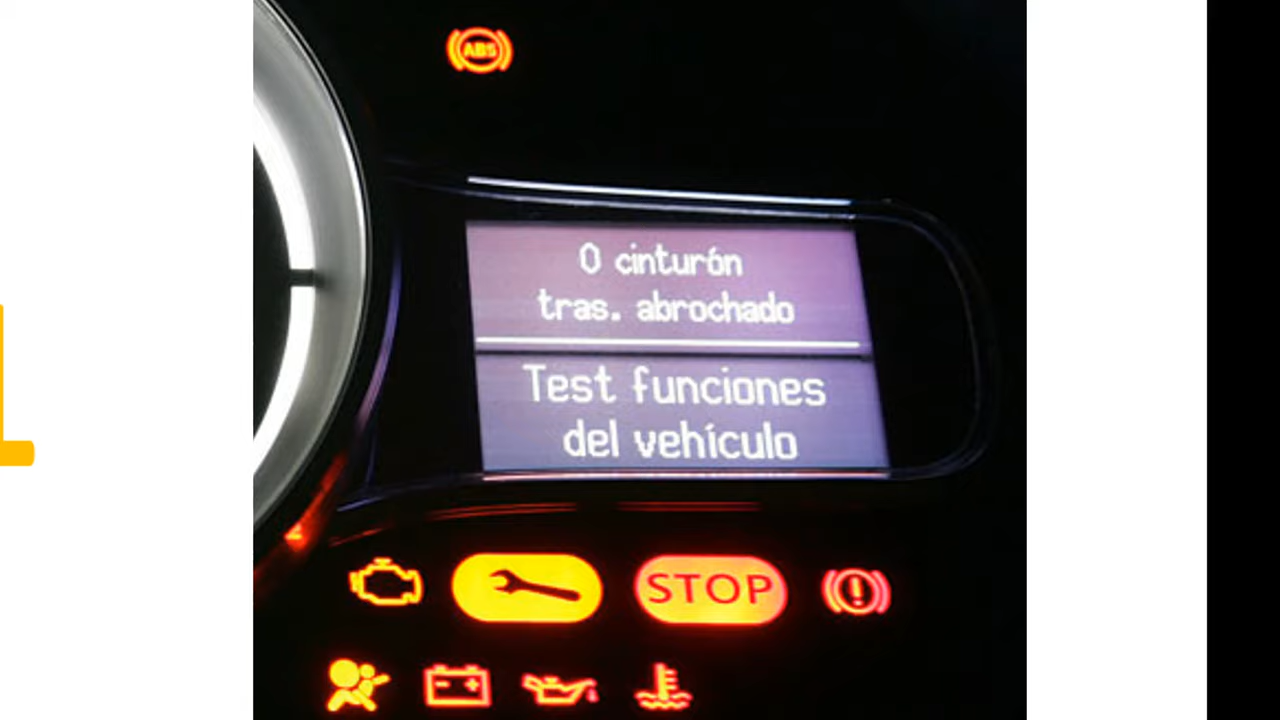 ABS
0 cinturón
tras. abrochado
Test funciones
del vehículo
STOP